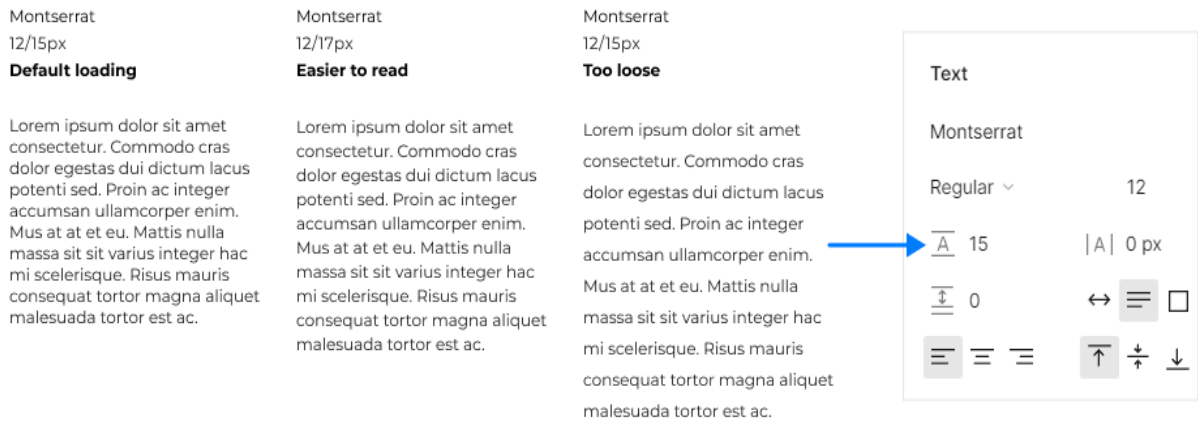 Montserrat
12/15px
Default loading
Lorem ipsum dolor sit amet
consectetur. Commodo cras
dolor egestas dui dictum lacus
potenti sed. Proin ac integer
accumsan ullamcorper enim.
Mus at at et eu. Mattis nulla
massa sit sit varius integer hac
mi scelerisque. Risus mauris
consequat tortor magna aliquet
malesuada tortor est ac.
Montserrat
12/17px
Easier to read
Lorem ipsum dolor sit amet
consectetur. Commodo cras
dolor egestas dui dictum lacus
potenti sed. Proin ac integer
accumsan ullamcorper enim.
Mus at at et eu. Mattis nulla
massa sit sit varius integer hac
mi scelerisque. Risus mauris
consequat tortor magna aliquet
malesuada tortor est ac.
Montserrat
12/15px
Too loose
Lorem ipsum dolor sit amet
consectetur. Commodo cras
dolor egestas dui dictum lacus
potenti sed. Proin ac integer
accumsan ullamcorper enim.
Mus at at et eu. Mattis nulla
massa sit sit varius integer hac
mi scelerisque. Risus mauris
consequat tortor magna aliquet
malesuada tortor est ac.
Text
Montserrat
Regular 12
A 15 |A| 0 px
0